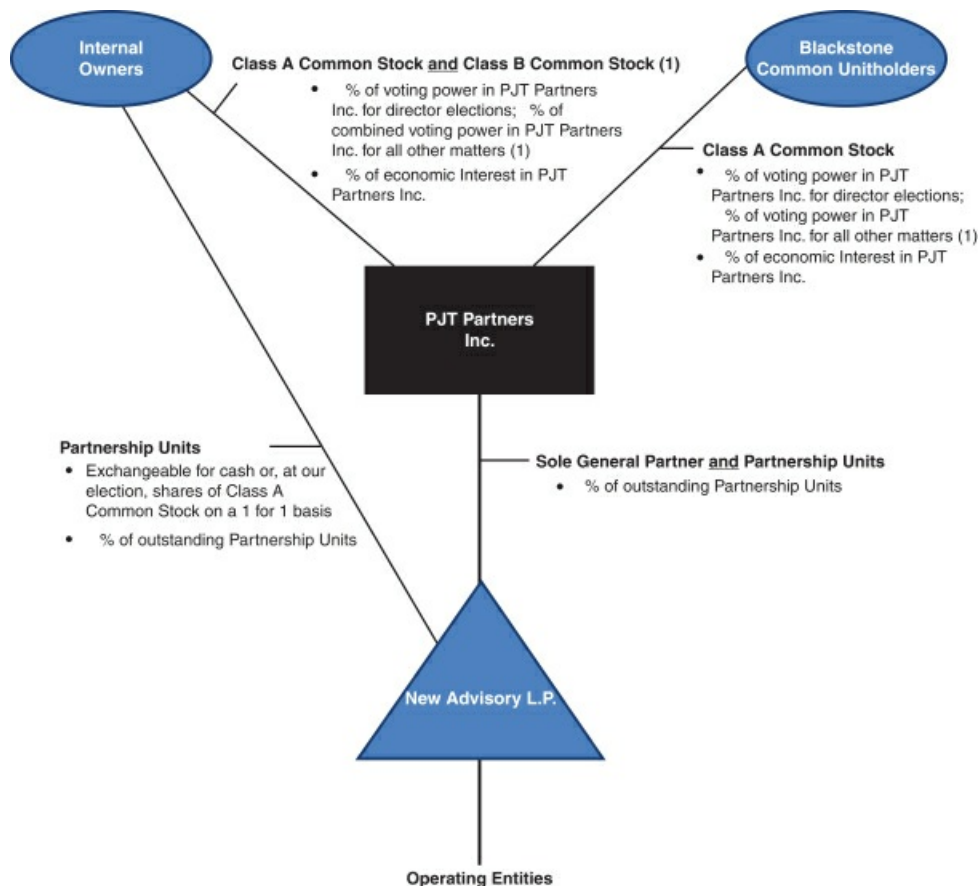 Internal
Owners
Blackstone
Common Unitholders
Class A Common Stock and Class B Common Stock (1)
• % of voting power in PJT Partners
Inc. for director elections; % of
combined voting power in PJT Partners
Inc. for all other matters (1)
• % of economic Interest in PJT
Partners Inc.
Class A Common Stock
• % of voting power in PJT
Partners Inc. for director elections;
% of voting power in PJT
Partners Inc. for all other matters (1)
• % of economic Interest in PJT
Partners Inc.
PJT Partners
Inc.
Partnership Units
• Exchangeable for cash or, at our
election, shares of Class A
Common Stock on a 1 for 1 basis
• % of outstanding Partnership Units
Sole General Partner and Partnership Units
• % of outstanding Partnership Units
New Advisory L.P.
Operating Entities